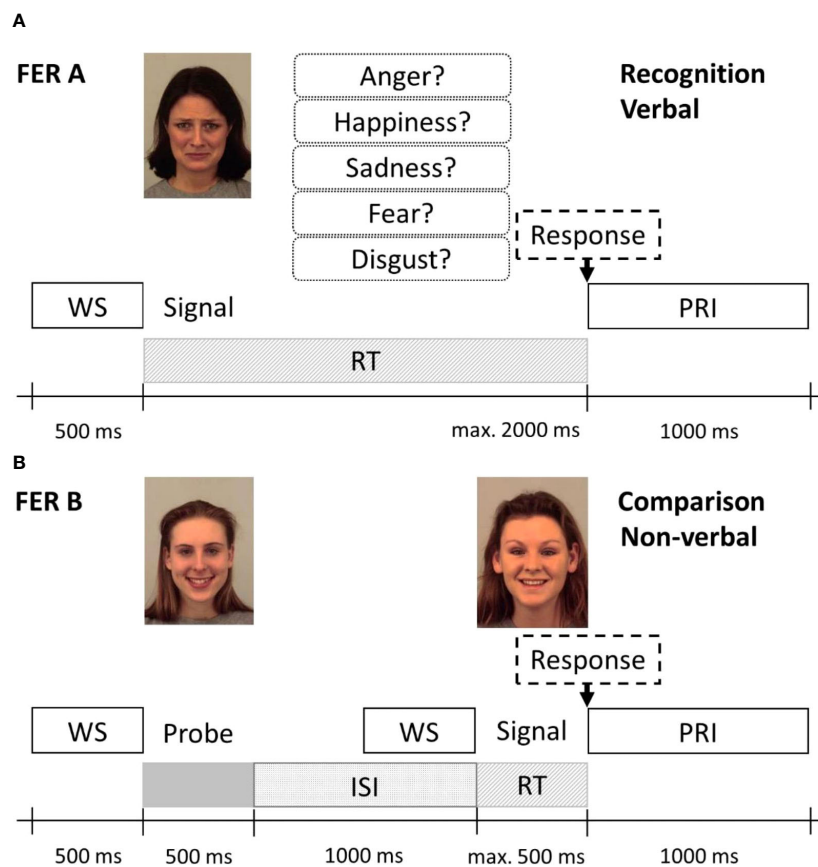 A
FER A
Anger?
Happiness?
Sadness?
Fear?
Disgust?
Recognition
Verbal
Response
WS
Signal
PRI
RT
500 ms
max. 2000 ms
1000 ms
B
FER B
Comparison
Non-verbal
Response
WS
Probe
WS
Signal
PRI
ISI
RT
500 ms
500 ms
1000 ms
max. 500 ms
1000 ms